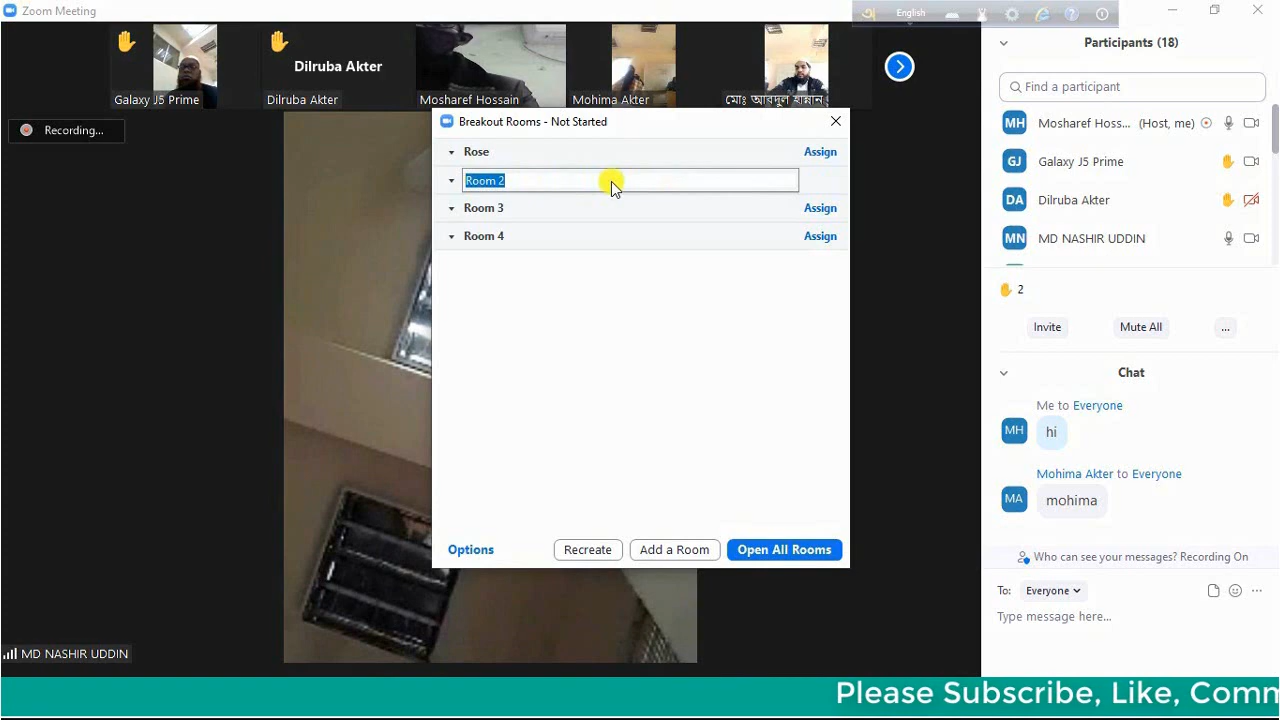 Zoom Meeting
English
Galaxy J5 Prime
Dilruba Akter
Dilruba Akter
Mosharef Hossain
Mohima Akter
মোঃ আবদুল হান্নান
Recording...
Breakout Rooms - Not Started
Rose
Assign
Room 2
Room 3
Assign
Room 4
Assign
Options
Recreate
Add a Room
Open All Rooms
MD NASHIR UDDIN
Participants (18)
Find a participant
MH Mosharef Hoss... (Host, me)
GJ Galaxy J5 Prime
DA Dilruba Akter
MN MD NASHIR UDDIN
2
Invite
Mute All
...
Chat
Me to Everyone
MH hi
Mohima Akter to Everyone
MA mohima
Who can see your messages? Recording On
To: Everyone
Type message here...
Please Subscribe, Like, Comm